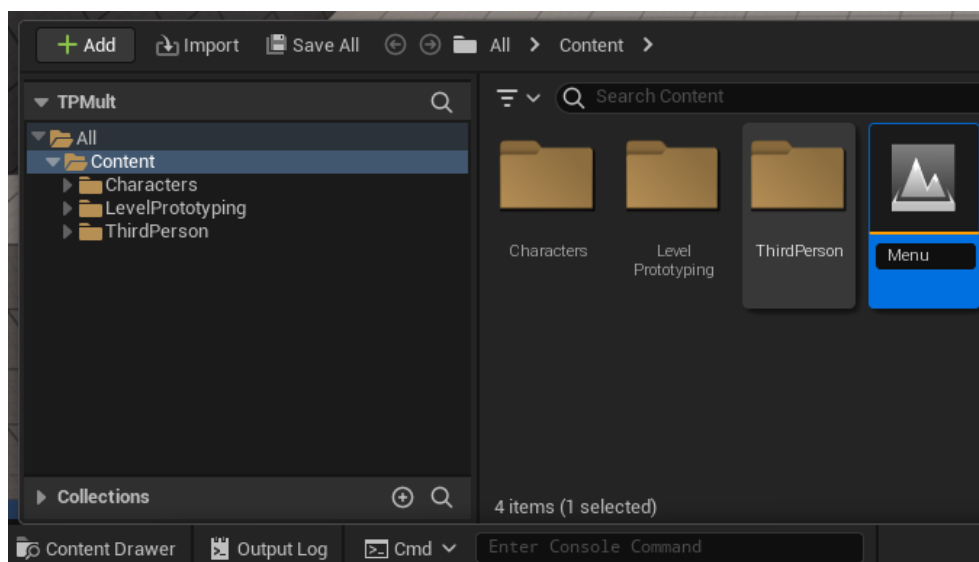 Add Import Save All All Content
TPMult
Search Content
All
Content
Characters
LevelPrototyping
ThirdPerson
Characters
Level
Prototyping
ThirdPerson
Menu
Collections
4 items (1 selected)
Content Drawer Output Log Cmd Enter Console Command